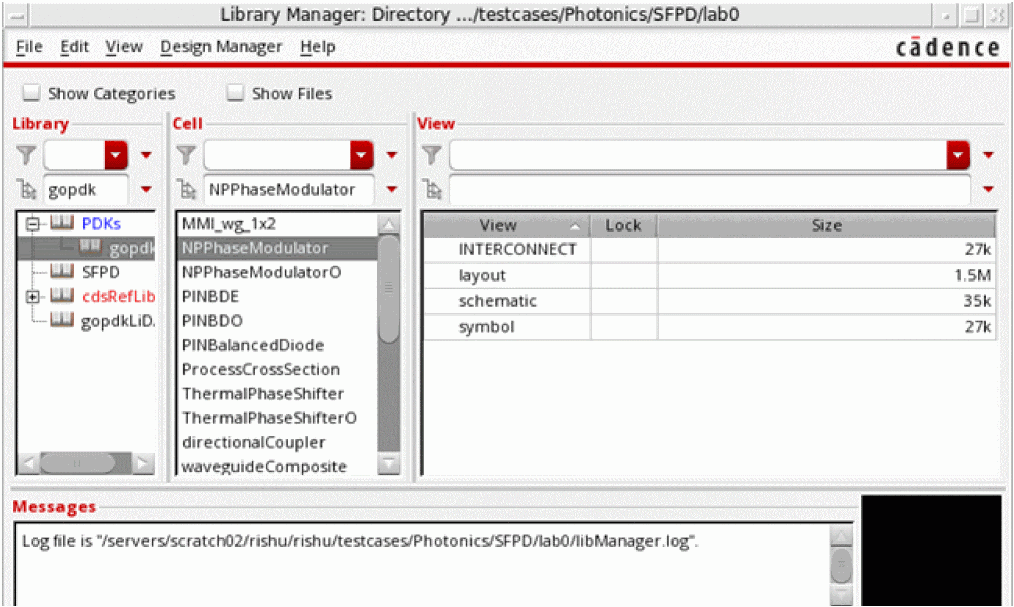 Library Manager: Directory .../testcases/Photonics/SFPD/lab0
File Edit View Design Manager Help
cādence
Show Categories Show Files
Library
gopdk
PDKs
gopdk
SFPD
cdsRefLib
gopdkLiD.
Cell
NPPhaseModulator
MMI_wg_1x2
NPPhaseModulator
NPPhaseModulatorO
PINBDE
PINBDO
PINBalancedDiode
ProcessCrossSection
ThermalPhaseShifter
ThermalPhaseShifterO
directionalCoupler
waveguideComposite
View
View Lock Size
INTERCONNECT 27k
layout 1.5M
schematic 35k
symbol 27k
Messages
Log file is "/servers/scratch02/rishu/rishu/testcases/Photonics/SFPD/lab0/libManager.log".